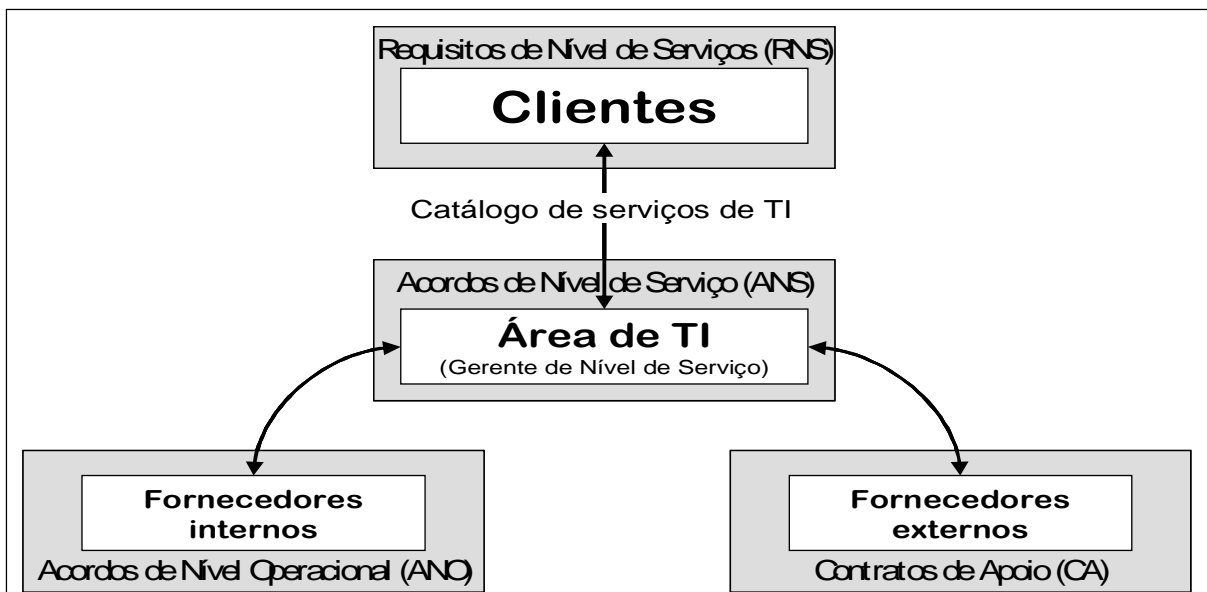 Requisitos de Nível de Serviços (RNS)
Clientes
Catálogo de serviços de TI
Acordos de Nível de Serviço (ANS)
Área de TI
(Gerente de Nível de Serviço)
Fornecedores
internos
Acordos de Nível Operacional (ANO)
Fornecedores
externos
Contratos de Apoio (CA)